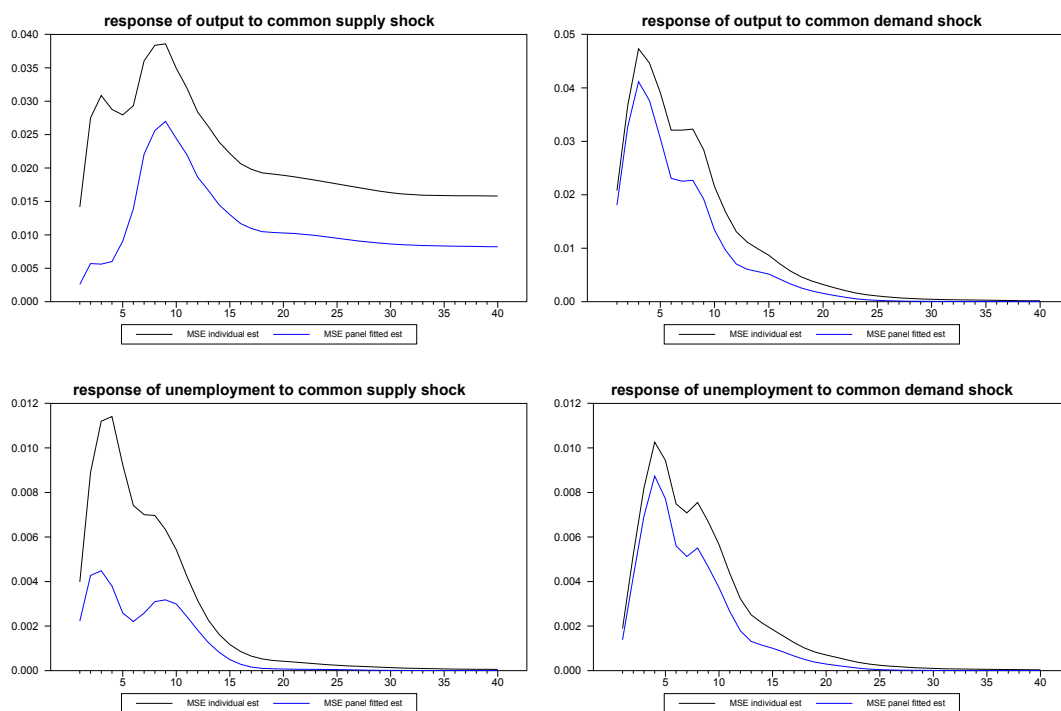 response of output to common supply shock
0.040
0.035
0.030
0.025
0.020
0.015
0.010
0.005
0.000
5 10 15 20 25 30 35 40
MSE individual est MSE panel fitted est
response of output to common demand shock
0.05
0.04
0.03
0.02
0.01
0.00
5 10 15 20 25 30 35 40
MSE individual est MSE panel fitted est
response of unemployment to common supply shock
0.012
0.010
0.008
0.006
0.004
0.002
0.000
5 10 15 20 25 30 35 40
MSE individual est MSE panel fitted est
response of unemployment to common demand shock
0.012
0.010
0.008
0.006
0.004
0.002
0.000
5 10 15 20 25 30 35 40
MSE individual est MSE panel fitted est